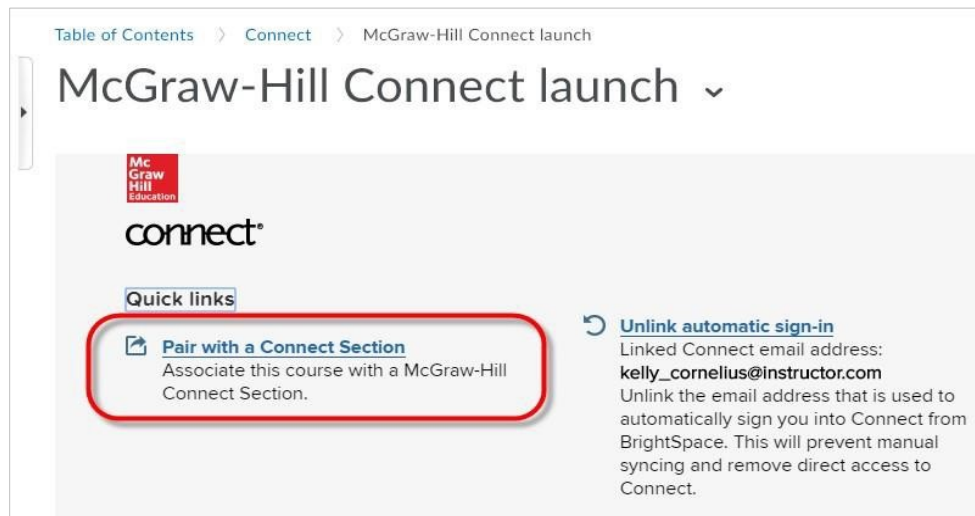 Table of Contents > Connect > McGraw-Hill Connect launch
McGraw-Hill Connect launch
Mc
Graw
Hill
Education
connect®
Quick links
Pair with a Connect Section
Associate this course with a McGraw-Hill
Connect Section.
Unlink automatic sign-in
Linked Connect email address:
kelly_cornelius@instructor.com
Unlink the email address that is used to
automatically sign you into Connect from
BrightSpace. This will prevent manual
syncing and remove direct access to
Connect.